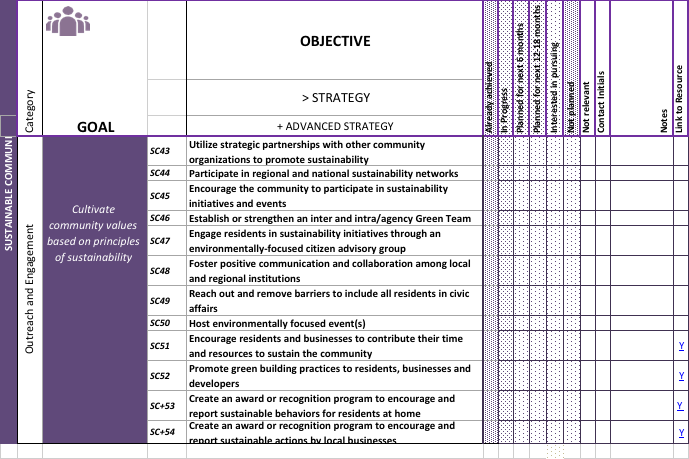 OBJECTIVE
> STRATEGY
+ ADVANCED STRATEGY
Category
GOAL
Already achieved
In Progress
Planned for next 6 months
Planned for next 12-18 months
Interested in pursuing
Not planned
Not relevant
Contact Initials
Notes
Link to Resource
SUSTAINABLE COMMUNI
Outreach and Engagement
Cultivate
community values
based on principles
of sustainability
SC43
Utilize strategic partnerships with other community
organizations to promote sustainability
SC44
Participate in regional and national sustainability networks
SC45
Encourage the community to participate in sustainability
initiatives and events
SC46
Establish or strengthen an inter and intra/agency Green Team
SC47
Engage residents in sustainability initiatives through an
environmentally-focused citizen advisory group
SC48
Foster positive communication and collaboration among local
and regional institutions
SC49
Reach out and remove barriers to include all residents in civic
affairs
SC50
Host environmentally focused event(s)
SC51
Encourage residents and businesses to contribute their time
and resources to sustain the community
Y
SC52
Promote green building practices to residents, businesses and
developers
Y
SC+53
Create an award or recognition program to encourage and
report sustainable behaviors for residents at home
Y
SC+54
Create an award or recognition program to encourage and
report sustainable actions by local businesses
Y